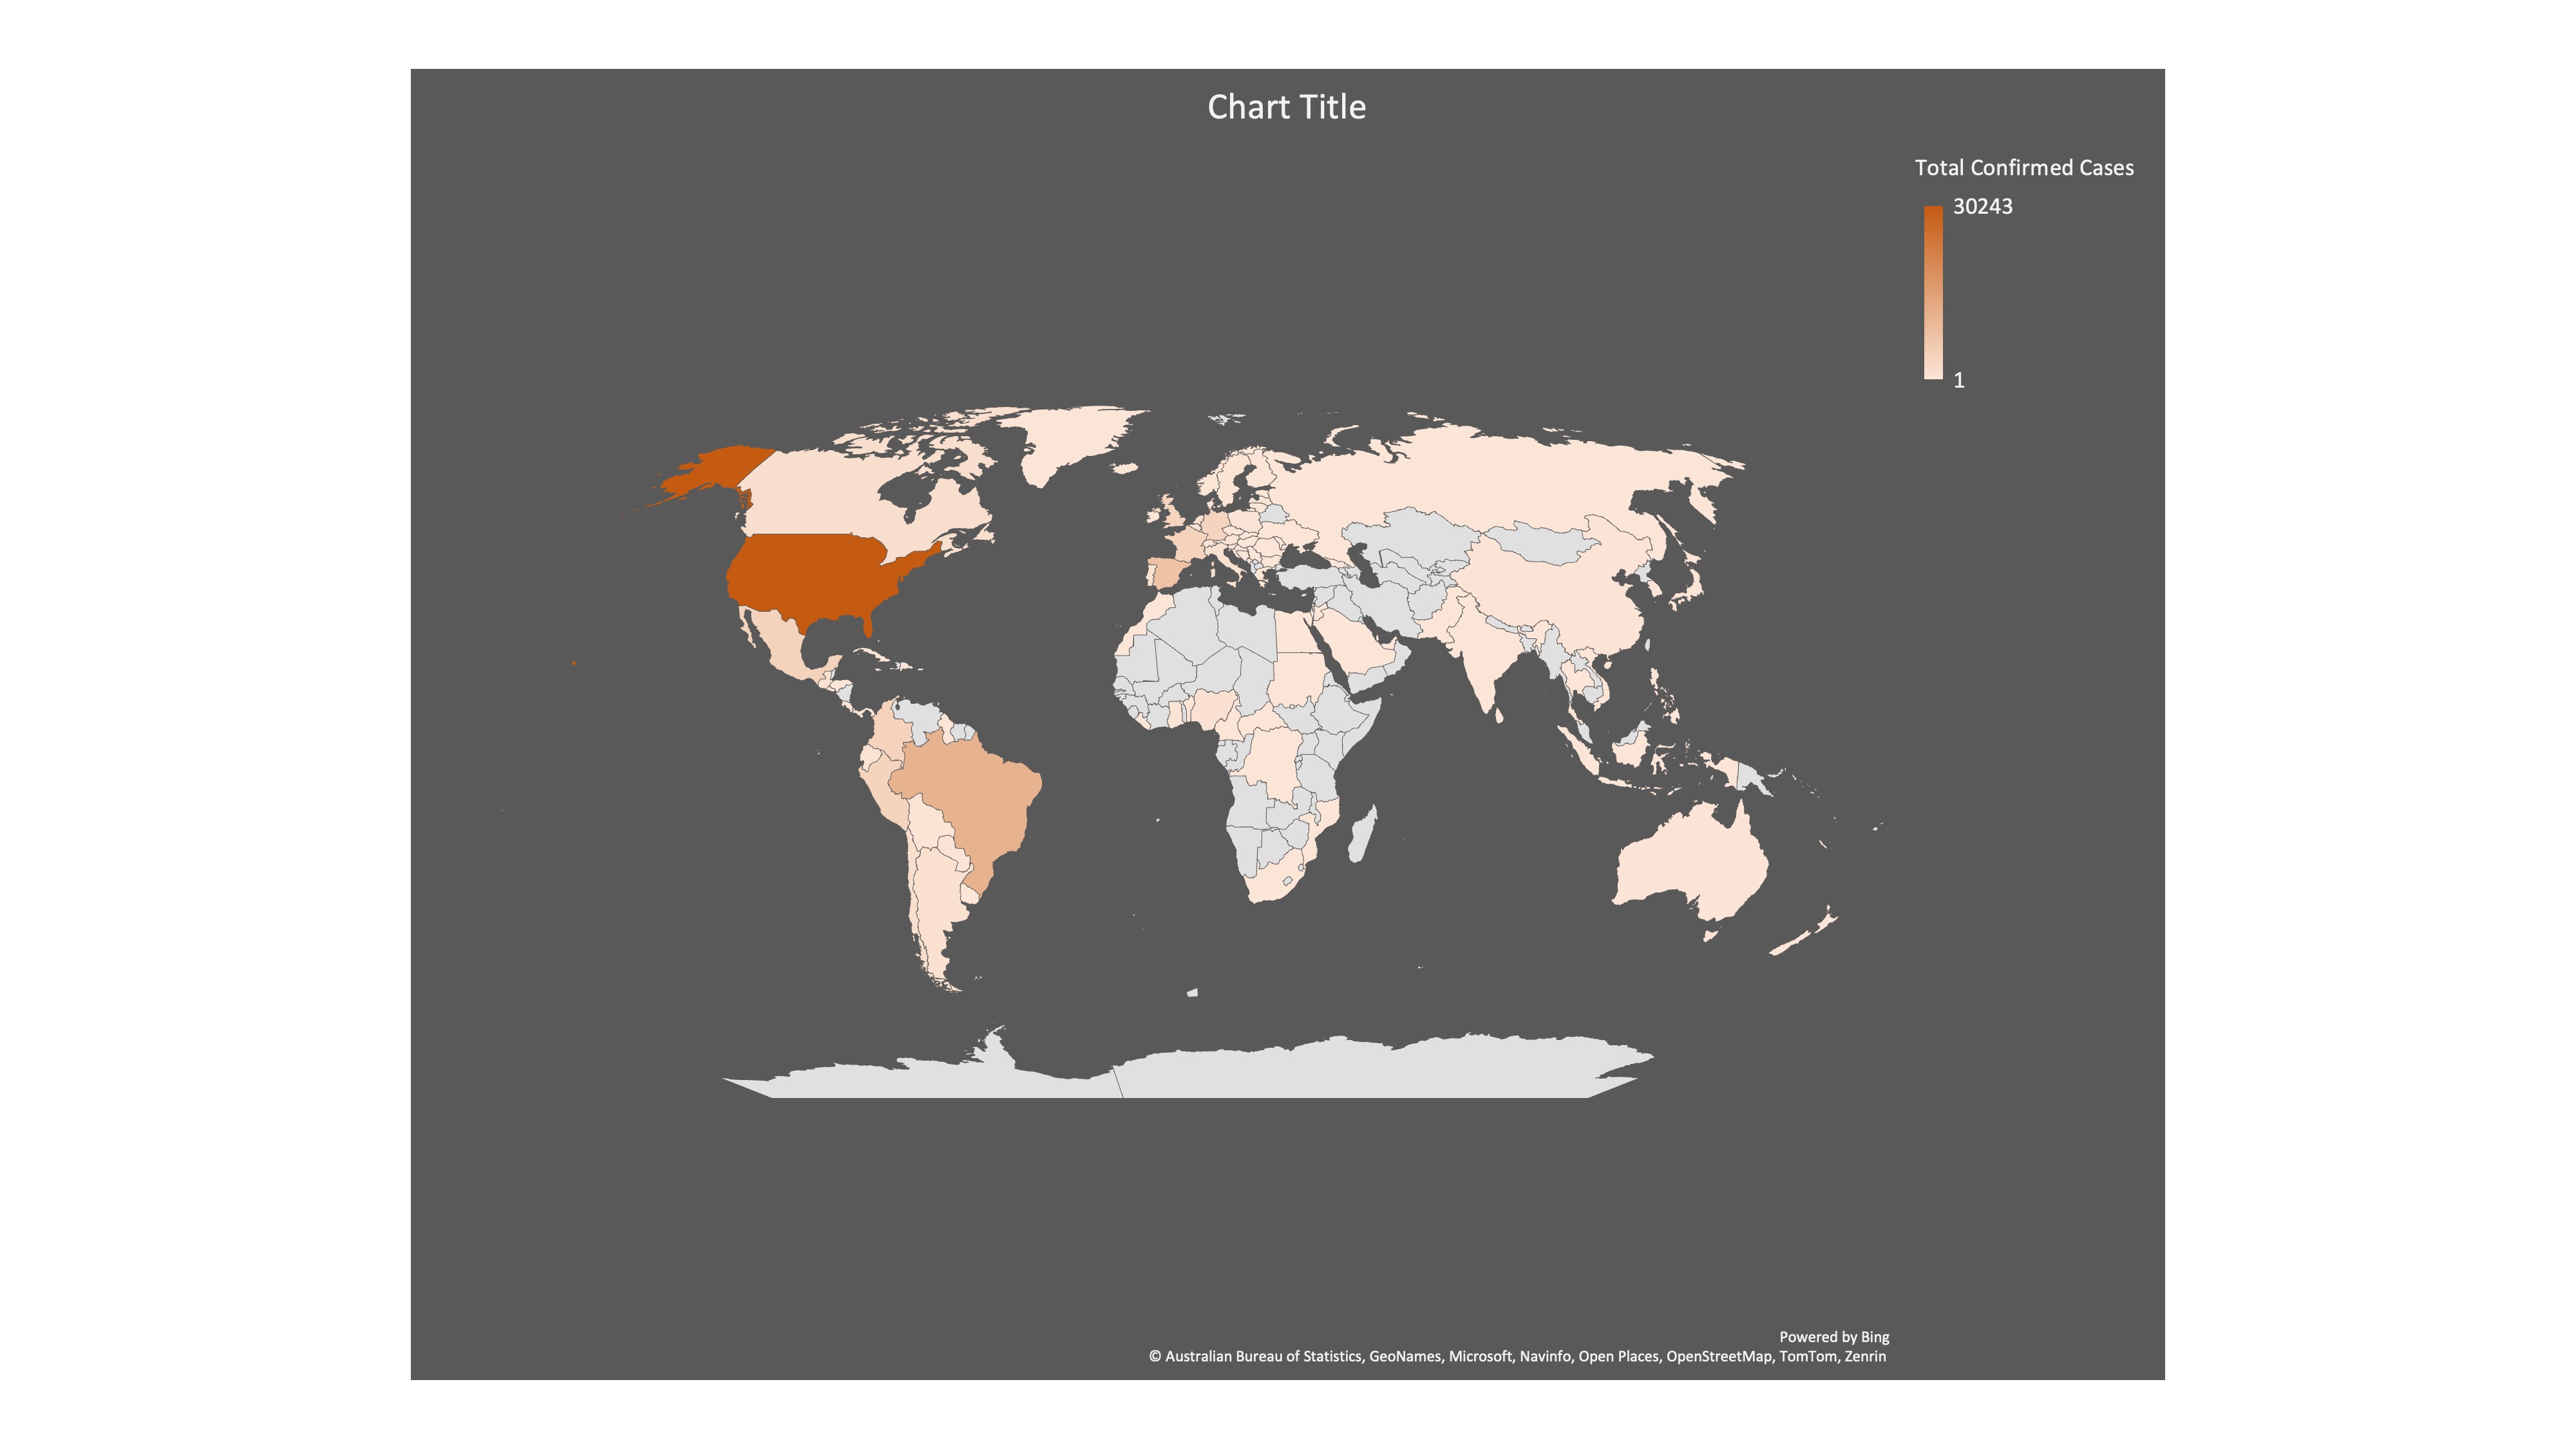 Chart Title
Total Confirmed Cases
30243
1
Powered by Bing
© Australian Bureau of Statistics, GeoNames, Microsoft, Navinfo, Open Places, OpenStreetMap, TomTom, Zenrin